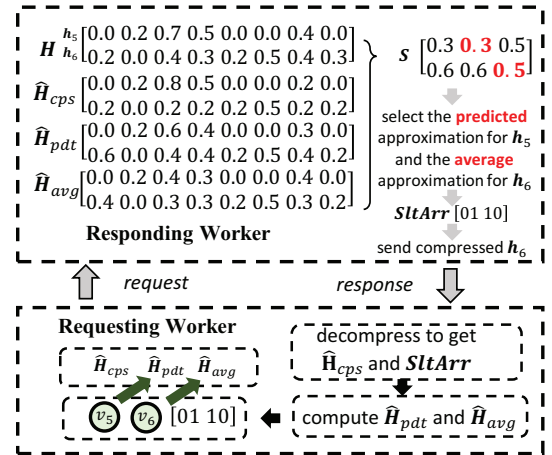 H h₅ [0.0 0.2 0.7 0.5 0.0 0.0 0.4 0.0
h₆ 0.2 0.0 0.4 0.3 0.2 0.5 0.4 0.3]
Ĥcps [0.0 0.2 0.8 0.5 0.0 0.0 0.2 0.0
0.2 0.0 0.2 0.2 0.2 0.5 0.2 0.2]
Ĥpdt [0.0 0.2 0.6 0.4 0.0 0.0 0.3 0.0
0.6 0.0 0.4 0.4 0.2 0.5 0.4 0.2]
Ĥavg [0.0 0.2 0.4 0.3 0.0 0.0 0.4 0.0
0.4 0.0 0.3 0.3 0.2 0.5 0.3 0.2]
Responding Worker
S [0.3 0.3 0.5
0.6 0.6 0.5]
select the predicted
approximation for h₅
and the average
approximation for h₆
SltArr [01 10]
send compressed h₆
request
response
Requesting Worker
Ĥcps Ĥpdt Ĥavg
v₅ v₆ [01 10]
decompress to get
Ĥcps and SltArr
compute Ĥpdt and Ĥavg